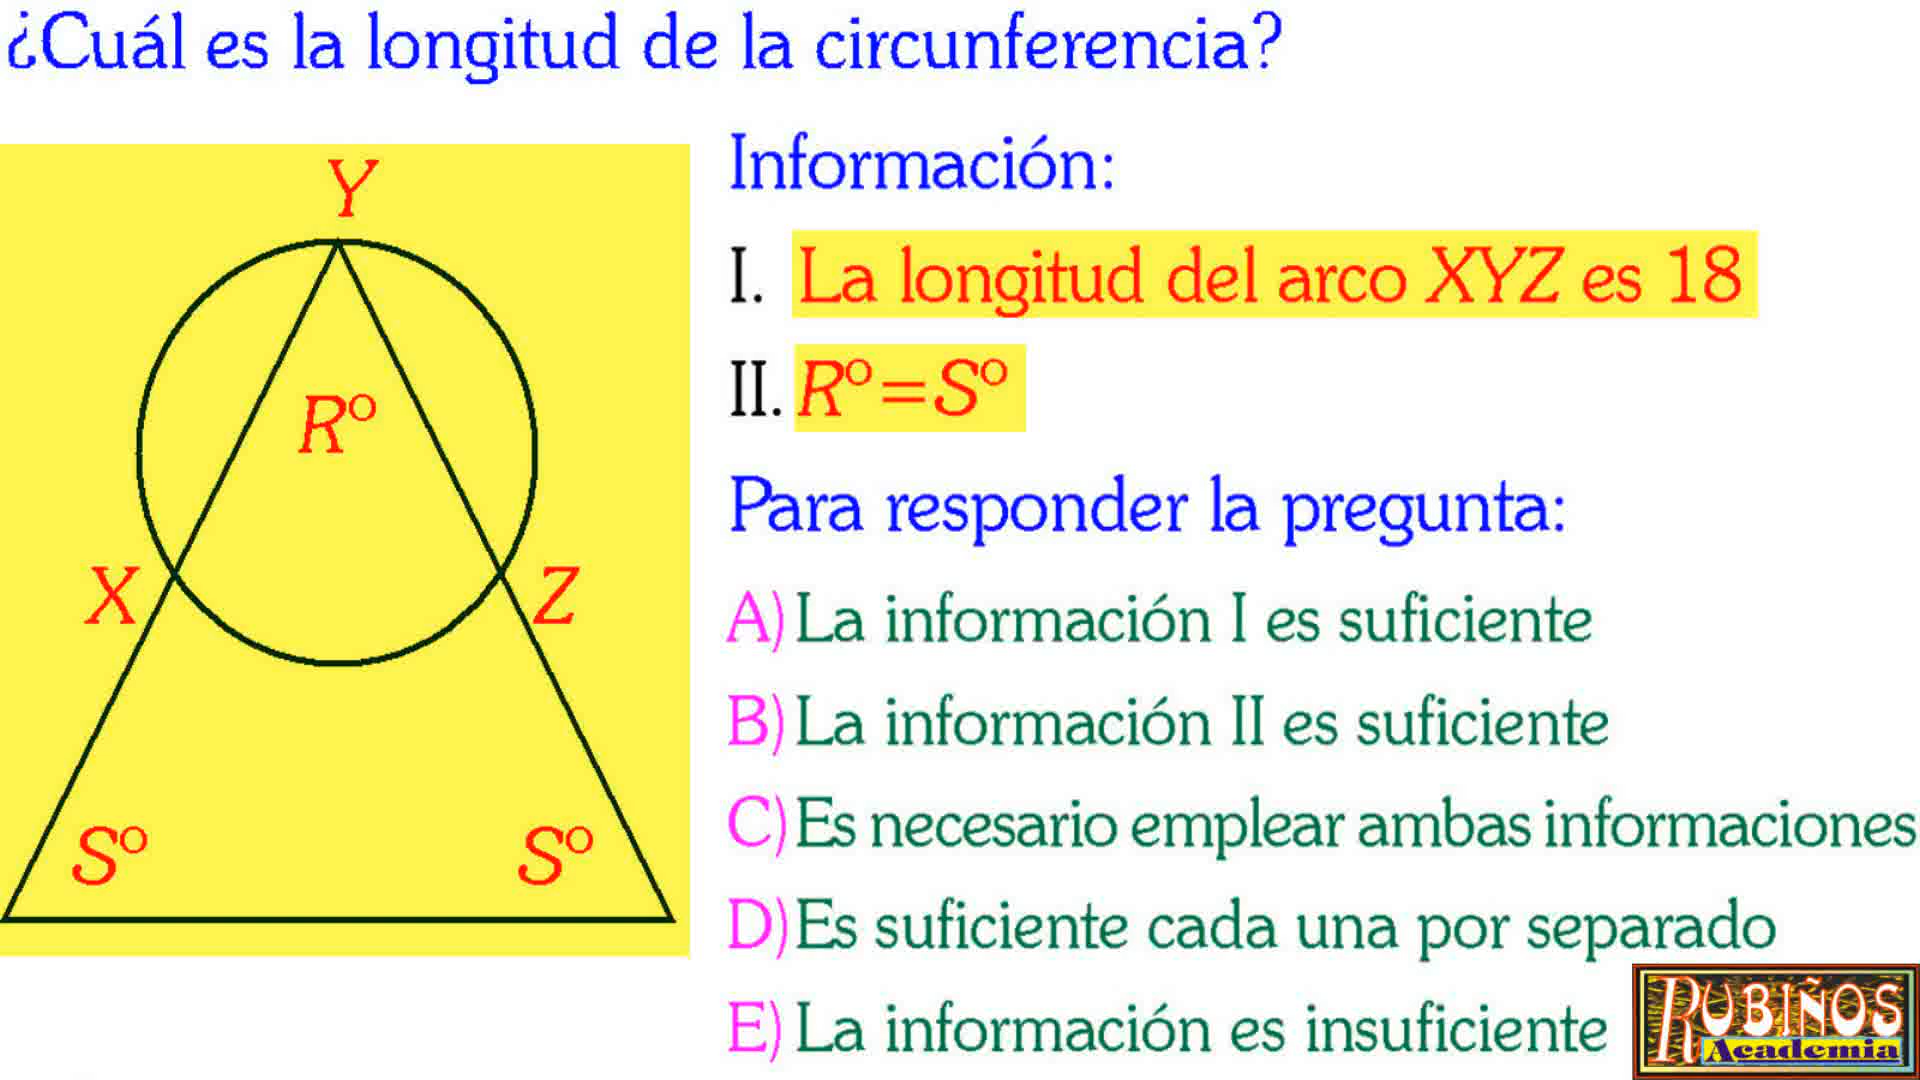 ¿Cuál es la longitud de la circunferencia?
Y
R°
X
Z
S°
S°
Información:
I. La longitud del arco XYZ es 18
II. R°=S°
Para responder la pregunta:
A) La información I es suficiente
B) La información II es suficiente
C) Es necesario emplear ambas informaciones
D) Es suficiente cada una por separado
E) La información es insuficiente
RUBIÑOS
Academia